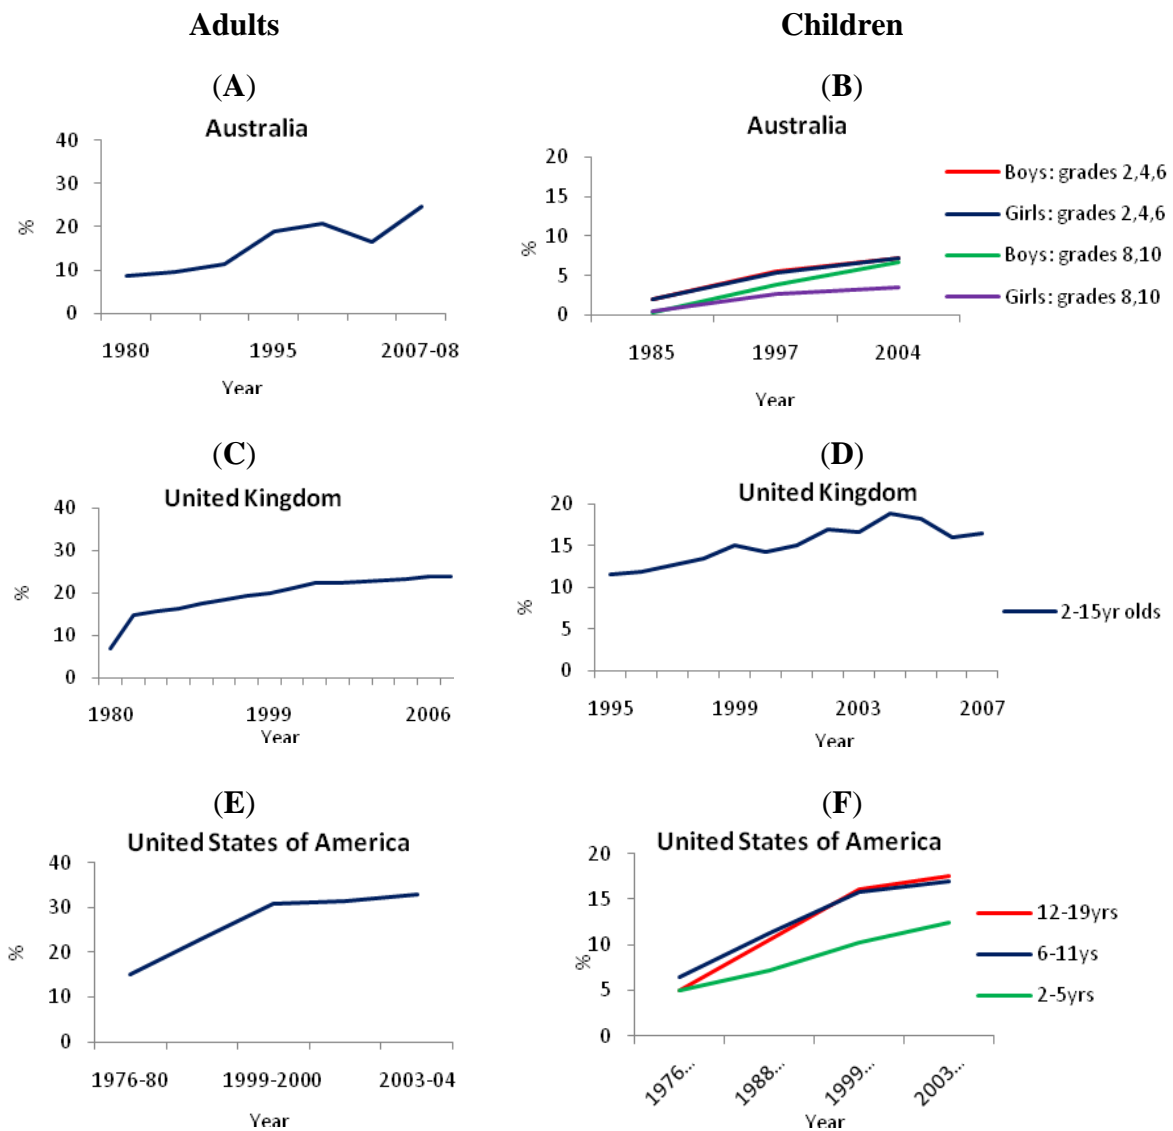 Adults
Children
(A)
Australia
40
30
20
10
0
%
1980 1995 2007-08
Year
(B)
Australia
20
15
10
5
0
%
1985 1997 2004
Year
Boys: grades 2,4,6
Girls: grades 2,4,6
Boys: grades 8,10
Girls: grades 8,10
(C)
United Kingdom
40
30
20
10
0
%
1980 1999 2006
Year
(D)
United Kingdom
20
15
10
5
0
%
1995 1999 2003 2007
Year
2-15yr olds
(E)
United States of America
40
30
20
10
0
%
1976-80 1999-2000 2003-04
Year
(F)
United States of America
20
15
10
5
0
%
1976... 1988... 1999... 2003...
Year
12-19yrs
6-11ys
2-5yrs